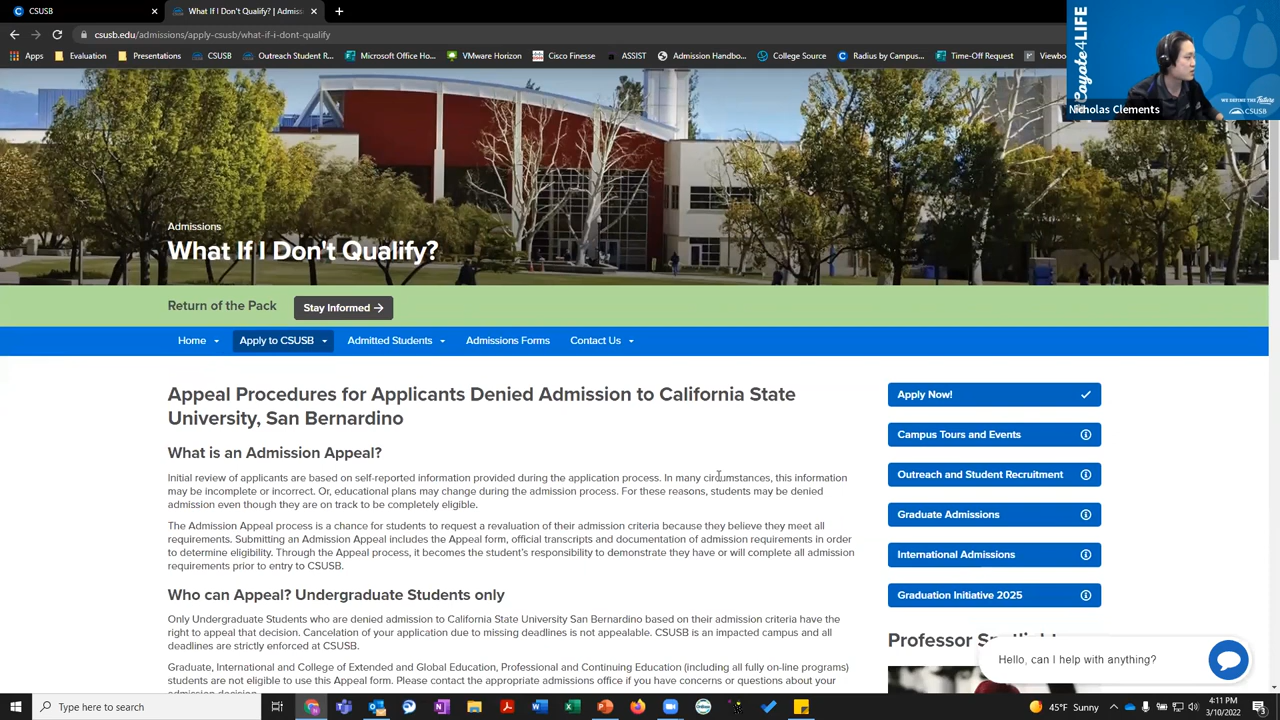 CSUSB
What If I Don't Qualify? | Admiss
csusb.edu/admissions/apply-csusb/what-if-i-dont-qualify
Apps
Evaluation
Presentations
CSUSB
Outreach Student R...
Microsoft Office Ho...
VMware Horizon
Cisco Finesse
ASSIST
Admission Handbo...
College Source
Radius by Campus...
Time-Off Request
Viewbo
Coyote4LIFE
WE DEFINE THE Future
CSUSB
Nicholas Clements
Admissions
What If I Don't Qualify?
Return of the Pack
Stay Informed →
Home
Apply to CSUSB
Admitted Students
Admissions Forms
Contact Us
Appeal Procedures for Applicants Denied Admission to California State
University, San Bernardino
What is an Admission Appeal?
Initial review of applicants are based on self-reported information provided during the application process. In many circumstances, this information
may be incomplete or incorrect. Or, educational plans may change during the admission process. For these reasons, students may be denied
admission even though they are on track to be completely eligible.
The Admission Appeal process is a chance for students to request a revaluation of their admission criteria because they believe they meet all
requirements. Submitting an Admission Appeal includes the Appeal form, official transcripts and documentation of admission requirements in order
to determine eligibility. Through the Appeal process, it becomes the student's responsibility to demonstrate they have or will complete all admission
requirements prior to entry to CSUSB.
Who can Appeal? Undergraduate Students only
Only Undergraduate Students who are denied admission to California State University San Bernardino based on their admission criteria have the
right to appeal that decision. Cancelation of your application due to missing deadlines is not appealable. CSUSB is an impacted campus and all
deadlines are strictly enforced at CSUSB.
Graduate, International and College of Extended and Global Education, Professional and Continuing Education (including all fully on-line programs)
students are not eligible to use this Appeal form. Please contact the appropriate admissions office if you have concerns or questions about your
admission decision.
Apply Now!
Campus Tours and Events
Outreach and Student Recruitment
Graduate Admissions
International Admissions
Graduation Initiative 2025
Professor Spotlight
Hello, can I help with anything?
Type here to search
45°F Sunny
4:11 PM
3/10/2022